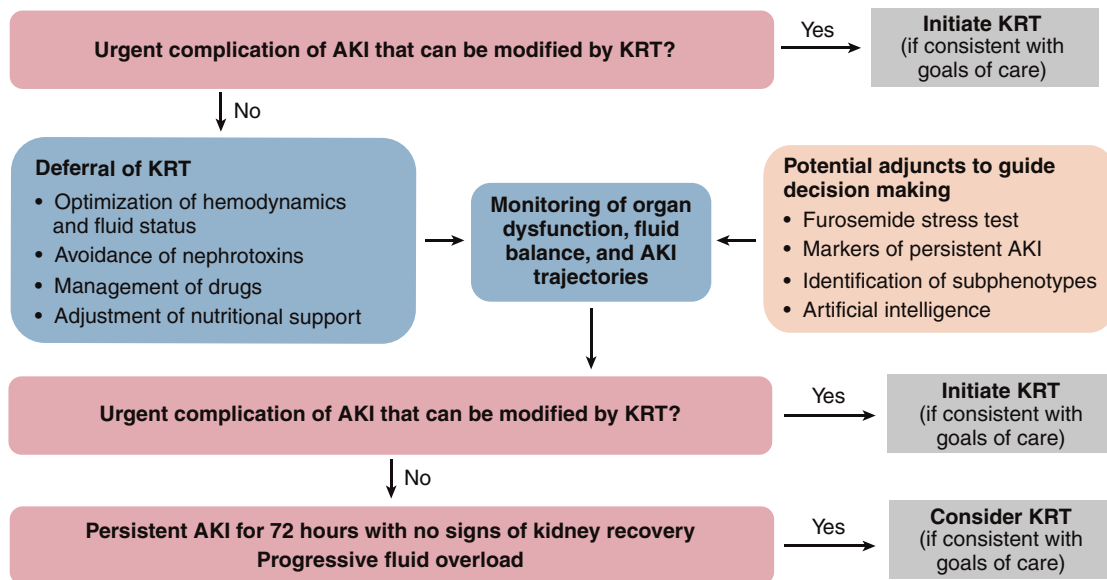 Urgent complication of AKI that can be modified by KRT?
Yes
Initiate KRT
(if consistent with
goals of care)
No
Deferral of KRT
• Optimization of hemodynamics
and fluid status
• Avoidance of nephrotoxins
• Management of drugs
• Adjustment of nutritional support
Monitoring of organ
dysfunction, fluid
balance, and AKI
trajectories
Potential adjuncts to guide
decision making
• Furosemide stress test
• Markers of persistent AKI
• Identification of subphenotypes
• Artificial intelligence
Urgent complication of AKI that can be modified by KRT?
Yes
Initiate KRT
(if consistent with
goals of care)
No
Persistent AKI for 72 hours with no signs of kidney recovery
Progressive fluid overload
Yes
Consider KRT
(if consistent with
goals of care)